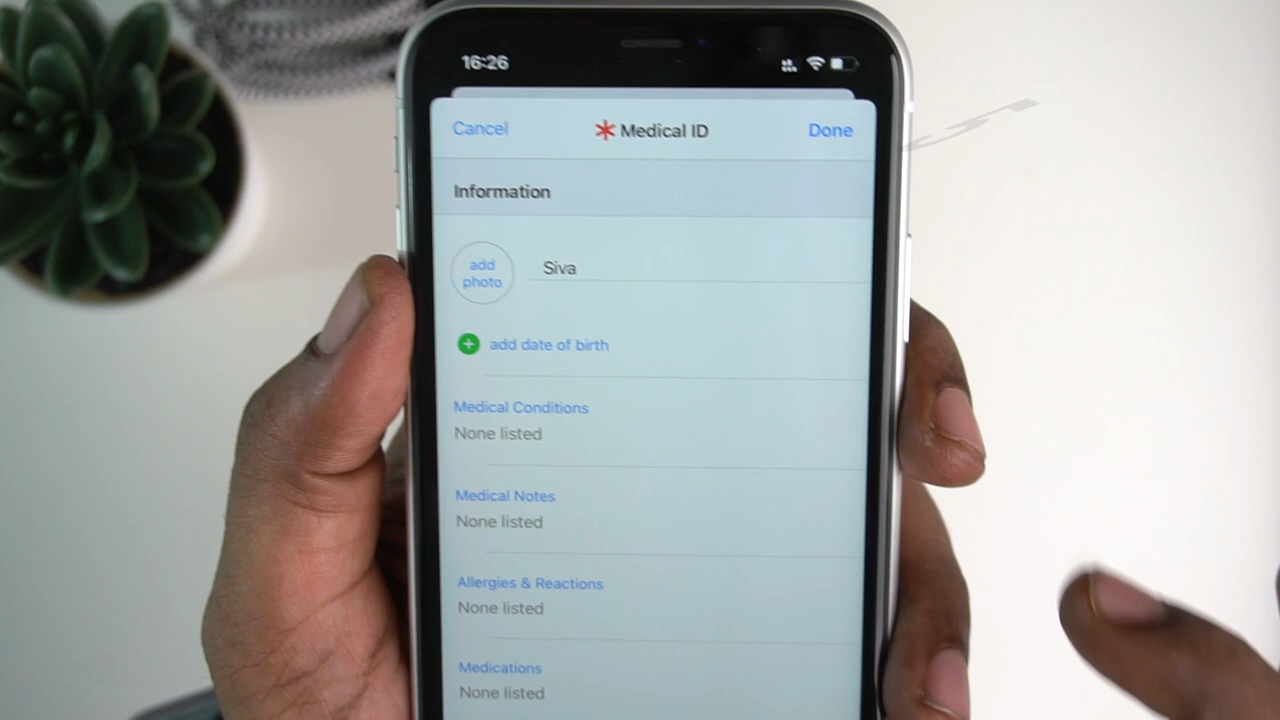 16:26
Cancel Medical ID Done
Information
add photo
Siva
add date of birth
Medical Conditions
None listed
Medical Notes
None listed
Allergies & Reactions
None listed
Medications
None listed